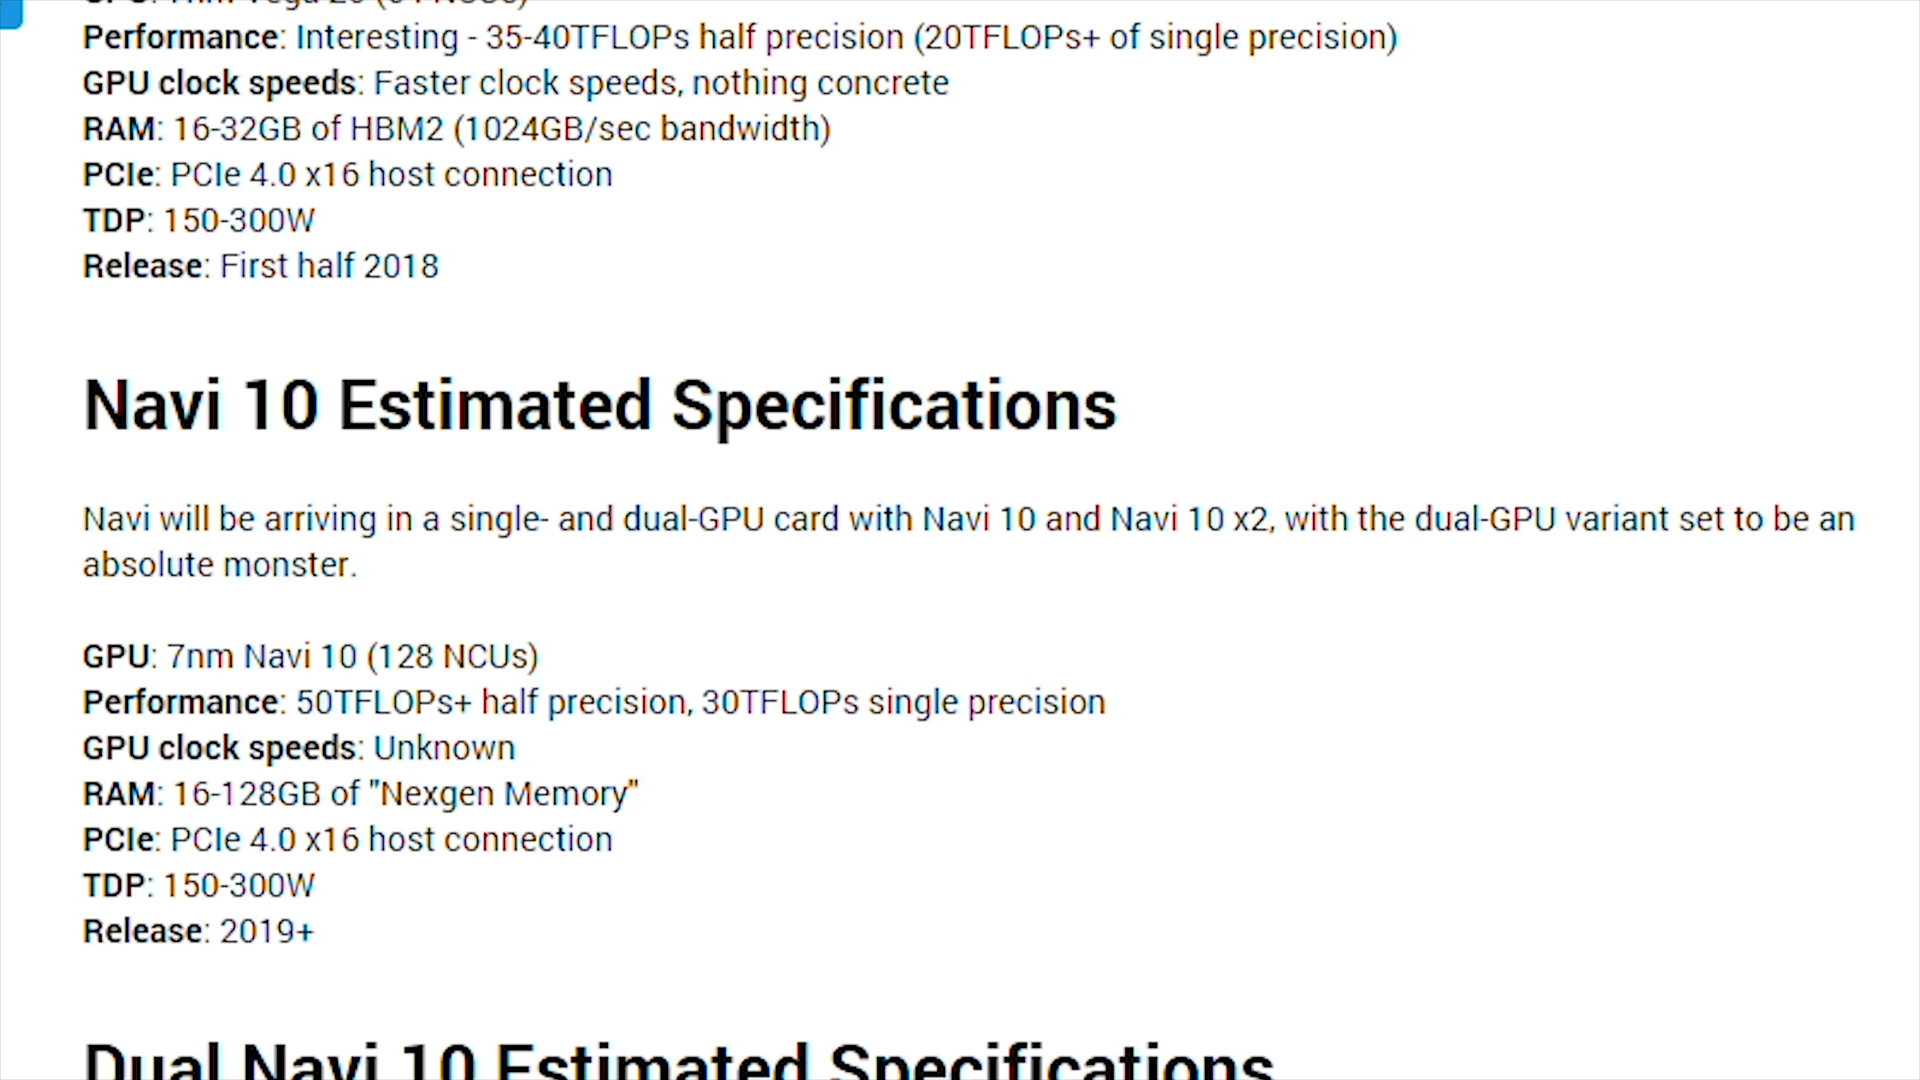 Performance: Interesting - 35-40TFLOPs half precision (20TFLOPs+ of single precision)
GPU clock speeds: Faster clock speeds, nothing concrete
RAM: 16-32GB of HBM2 (1024GB/sec bandwidth)
PCIe: PCIe 4.0 x16 host connection
TDP: 150-300W
Release: First half 2018
Navi 10 Estimated Specifications
Navi will be arriving in a single- and dual-GPU card with Navi 10 and Navi 10 x2, with the dual-GPU variant set to be an
absolute monster.
GPU: 7nm Navi 10 (128 NCUs)
Performance: 50TFLOPs+ half precision, 30TFLOPs single precision
GPU clock speeds: Unknown
RAM: 16-128GB of "Nexgen Memory"
PCIe: PCIe 4.0 x16 host connection
TDP: 150-300W
Release: 2019+
Dual Navi 10 Estimated Specifications